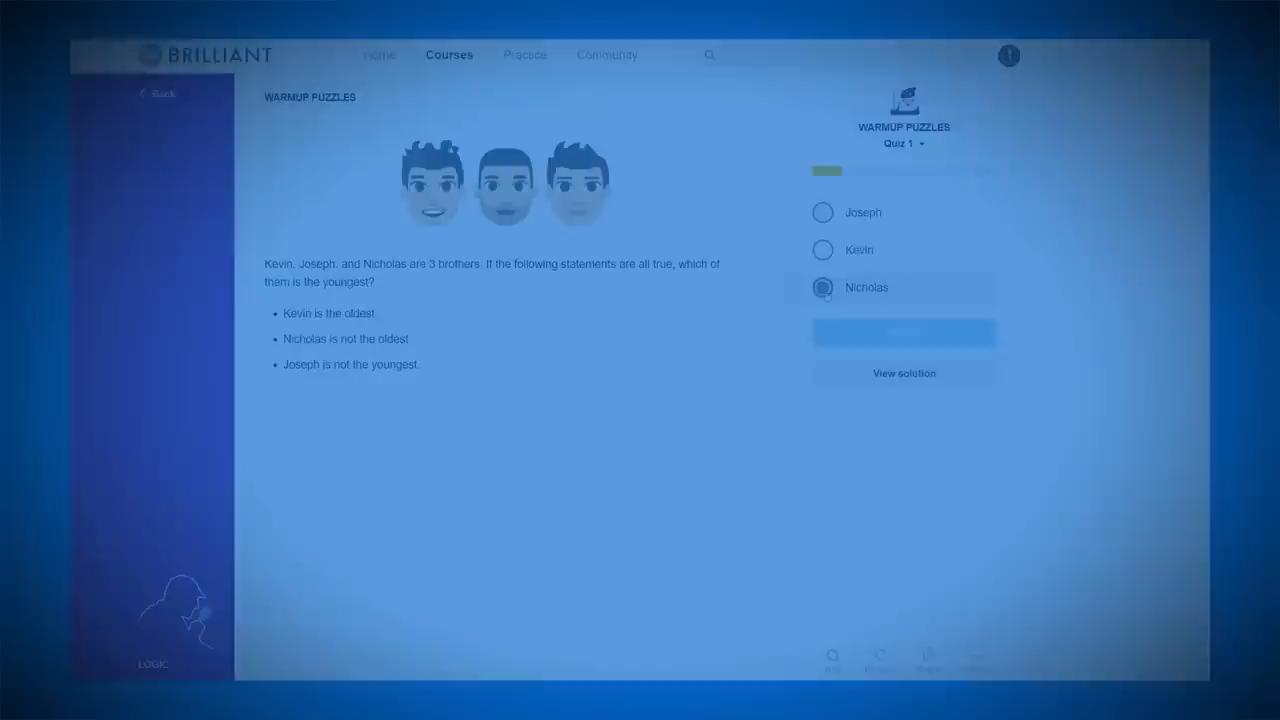 BRILLIANT
Home
Courses
Practice
Community
Back
WARMUP PUZZLES
WARMUP PUZZLES
Quiz 1
Kevin, Joseph, and Nicholas are 3 brothers. If the following statements are all true, which of
them is the youngest?
• Kevin is the oldest.
• Nicholas is not the oldest.
• Joseph is not the youngest.
Joseph
Kevin
Nicholas
View solution
LOGIC